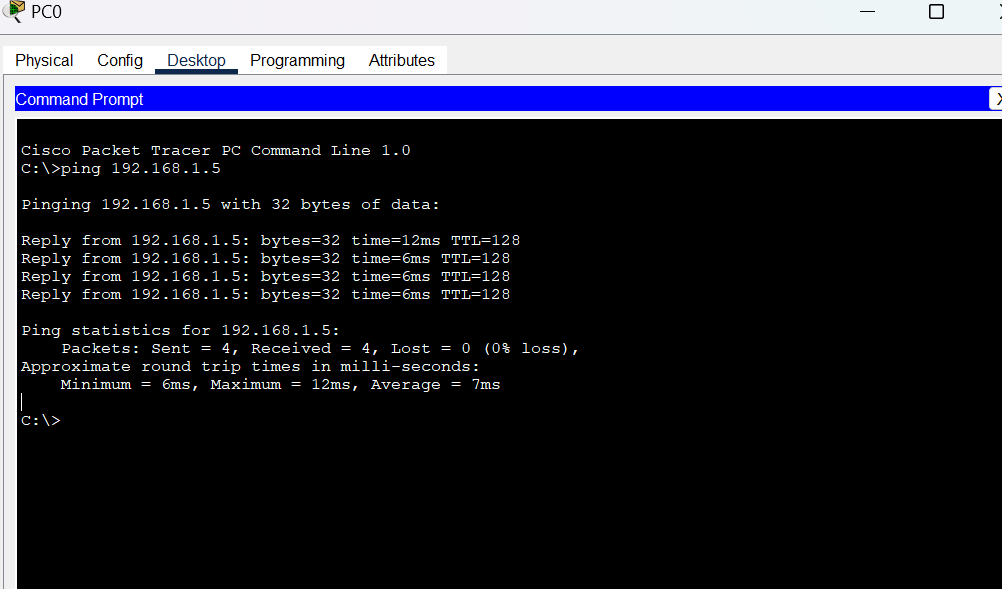 PC0
Physical Config Desktop Programming Attributes
Command Prompt
X
Cisco Packet Tracer PC Command Line 1.0
C:\>ping 192.168.1.5
Pinging 192.168.1.5 with 32 bytes of data:
Reply from 192.168.1.5: bytes=32 time=12ms TTL=128
Reply from 192.168.1.5: bytes=32 time=6ms TTL=128
Reply from 192.168.1.5: bytes=32 time=6ms TTL=128
Reply from 192.168.1.5: bytes=32 time=6ms TTL=128
Ping statistics for 192.168.1.5:
    Packets: Sent = 4, Received = 4, Lost = 0 (0% loss),
Approximate round trip times in milli-seconds:
    Minimum = 6ms, Maximum = 12ms, Average = 7ms
C:\>